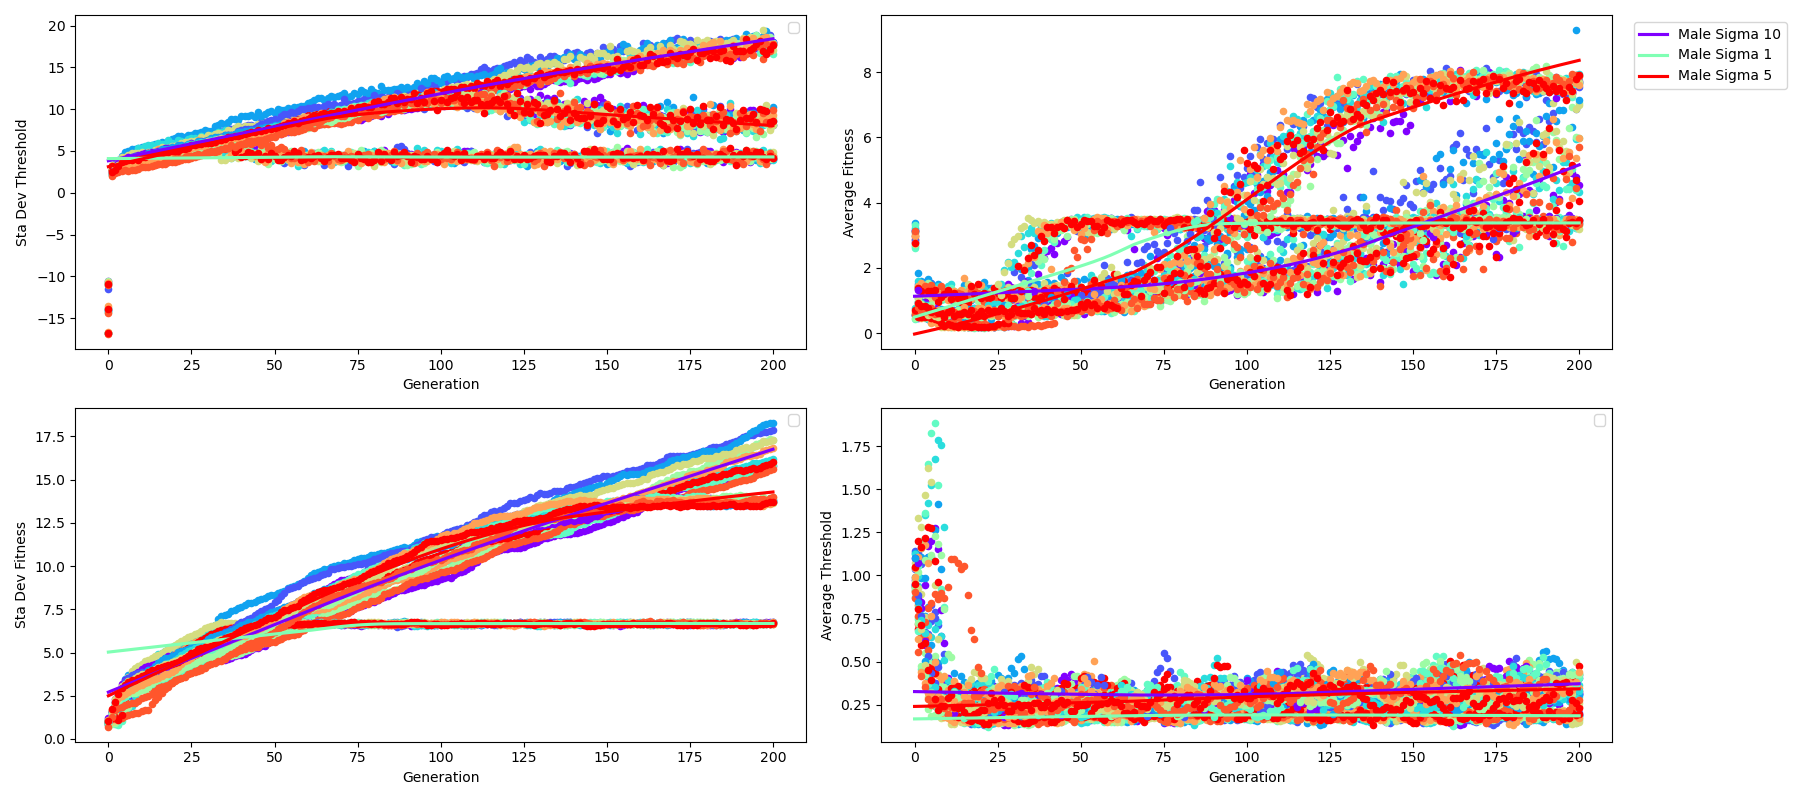 20
15
10
5
0
−5
−10
−15
Sta Dev Threshold
0 25 50 75 100 125 150 175 200
Generation
8
6
4
2
0
Average Fitness
0 25 50 75 100 125 150 175 200
Generation
Male Sigma 10
Male Sigma 1
Male Sigma 5
17.5
15.0
12.5
10.0
7.5
5.0
2.5
0.0
Sta Dev Fitness
0 25 50 75 100 125 150 175 200
Generation
1.75
1.50
1.25
1.00
0.75
0.50
0.25
Average Threshold
0 25 50 75 100 125 150 175 200
Generation